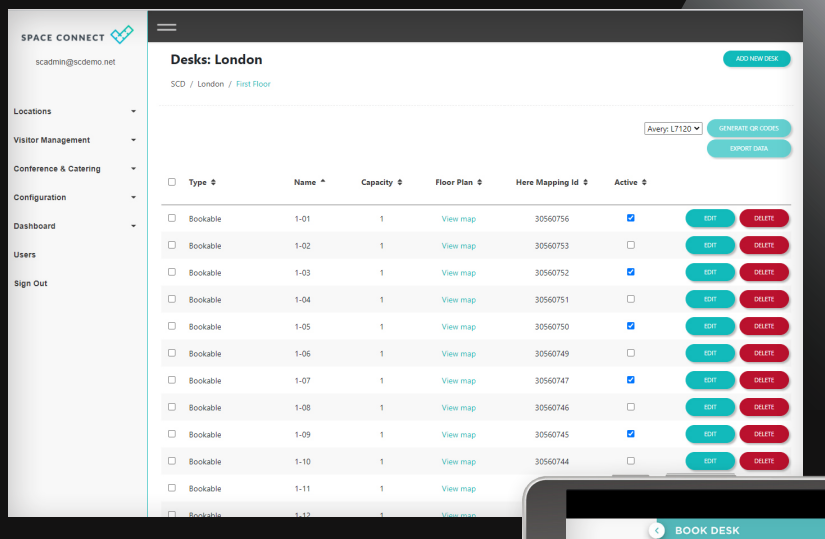 SPACE CONNECT
scadmin@scdemo.net
Locations
Visitor Management
Conference & Catering
Configuration
Dashboard
Users
Sign Out
Desks: London
ADD NEW DESK
SCD / London / First Floor
Avery: L7120 GENERATE QR CODES
EXPORT DATA
Type Name Capacity Floor Plan Here Mapping Id Active
Bookable 1-01 1 View map 30560756 EDIT DELETE
Bookable 1-02 1 View map 30560753 EDIT DELETE
Bookable 1-03 1 View map 30560752 EDIT DELETE
Bookable 1-04 1 View map 30560751 EDIT DELETE
Bookable 1-05 1 View map 30560750 EDIT DELETE
Bookable 1-06 1 View map 30560749 EDIT DELETE
Bookable 1-07 1 View map 30560747 EDIT DELETE
Bookable 1-08 1 View map 30560746 EDIT DELETE
Bookable 1-09 1 View map 30560745 EDIT DELETE
Bookable 1-10 1 View map 30560744 EDIT DELETE
Bookable 1-11 1 View map
Bookable 1-12 1 View map
BOOK DESK